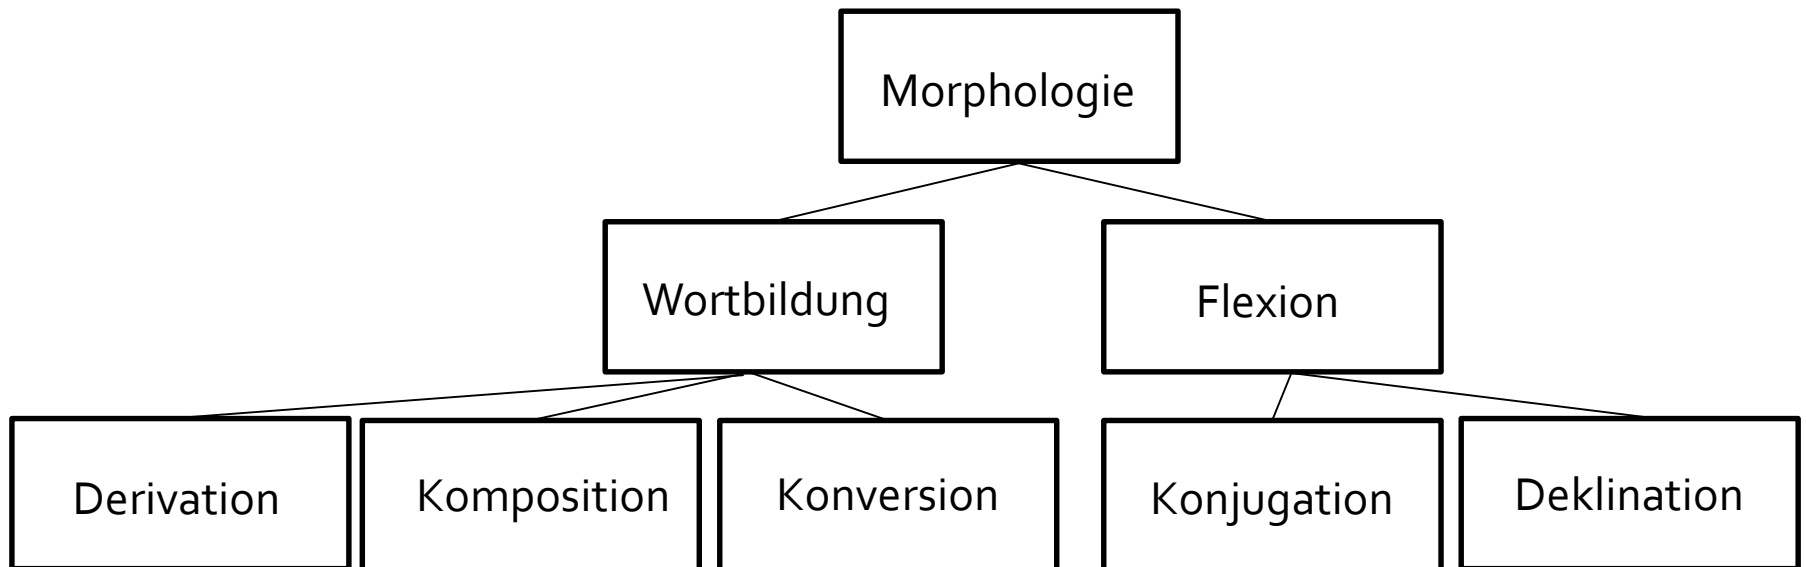 Morphologie
Wortbildung
Flexion
Derivation
Komposition
Konversion
Konjugation
Deklination